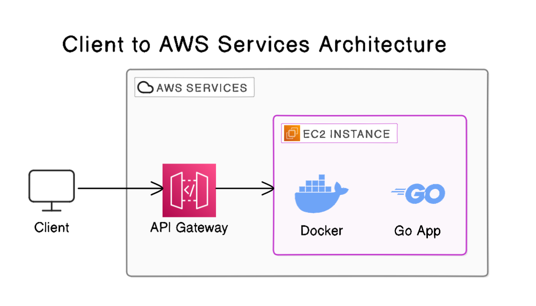 Client to AWS Services Architecture
AWS SERVICES
EC2 INSTANCE
GO
Client
API Gateway
Docker
Go App